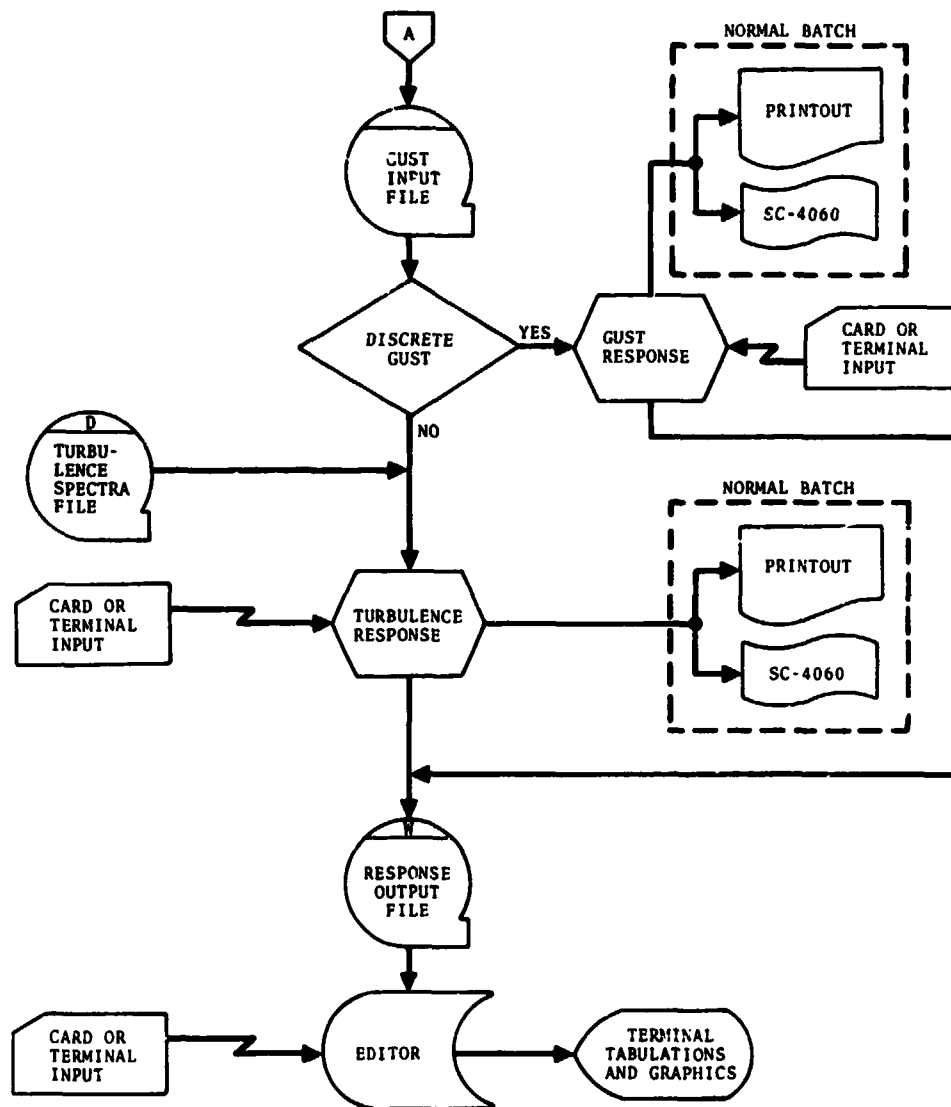 A
NORMAL BATCH
PRINTOUT
SC-4060
GUST
INPUT
FILE
DISCRETE
GUST
YES
GUST
RESPONSE
CARD OR
TERMINAL
INPUT
NO
D
TURBU-
LENCE
SPECTRA
FILE
NORMAL BATCH
PRINTOUT
SC-4060
CARD OR
TERMINAL
INPUT
TURBULENCE
RESPONSE
W
RESPONSE
OUTPUT
FILE
CARD OR
TERMINAL
INPUT
EDITOR
TERMINAL
TABULATIONS
AND GRAPHICS